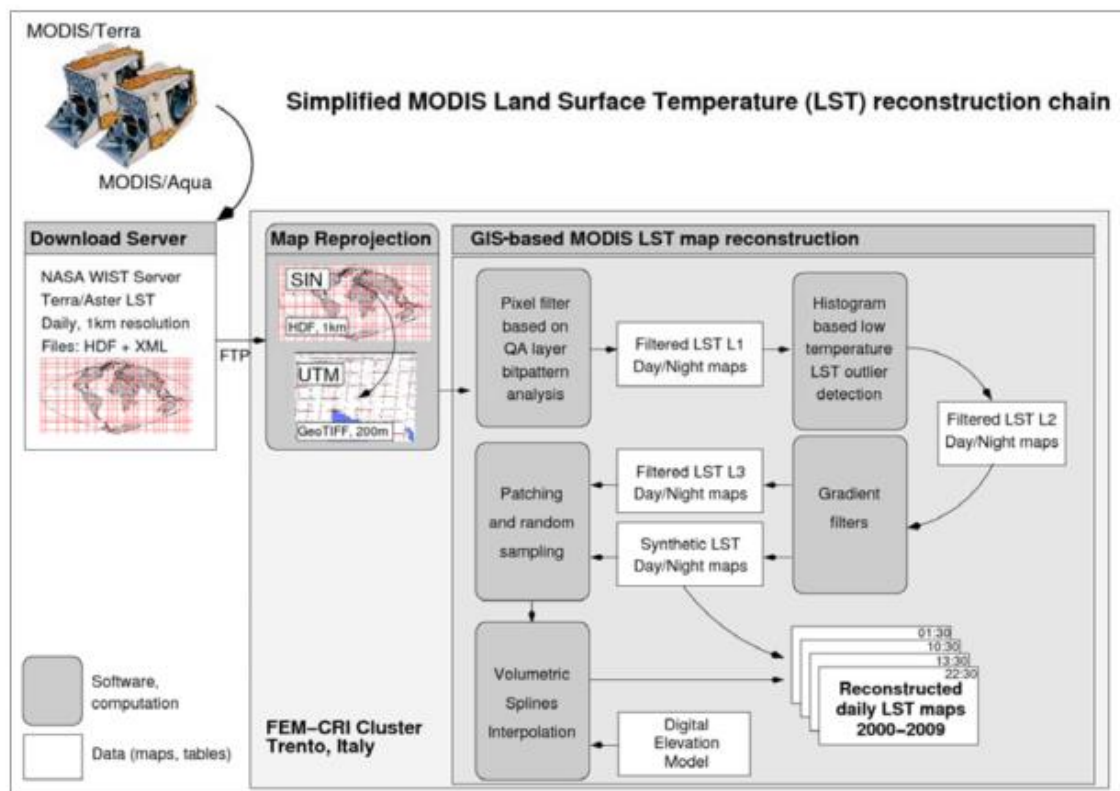 MODIS/Terra
MODIS/Aqua
Simplified MODIS Land Surface Temperature (LST) reconstruction chain
Download Server
NASA WIST Server
Terra/Aster LST
Daily, 1km resolution
Files: HDF + XML
FTP
Map Reprojection
SIN
HDF, 1km
UTM
GeoTIFF, 200m
GIS-based MODIS LST map reconstruction
Pixel filter
based on
QA layer
bitpattern
analysis
Filtered LST L1
Day/Night maps
Histogram
based low
temperature
LST outlier
detection
Filtered LST L2
Day/Night maps
Gradient
filters
Filtered LST L3
Day/Night maps
Synthetic LST
Day/Night maps
Patching
and random
sampling
Volumetric
Splines
Interpolation
Digital
Elevation
Model
01:30
10:30
13:30
22:30
Reconstructed
daily LST maps
2000-2009
Software,
computation
Data (maps, tables)
FEM-CRI Cluster
Trento, Italy